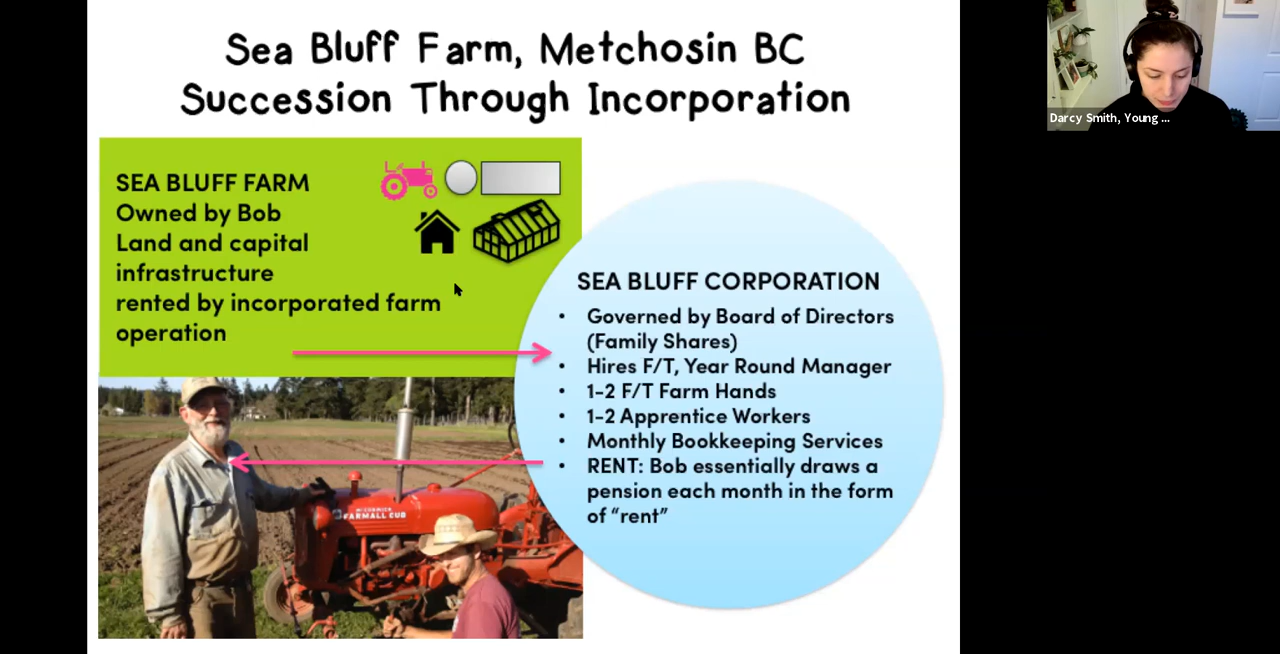 Sea Bluff Farm, Metchosin BC
Succession Through Incorporation
SEA BLUFF FARM
Owned by Bob
Land and capital
infrastructure
rented by incorporated farm
operation
SEA BLUFF CORPORATION
• Governed by Board of Directors
(Family Shares)
• Hires F/T, Year Round Manager
• 1-2 F/T Farm Hands
• 1-2 Apprentice Workers
• Monthly Bookkeeping Services
• RENT: Bob essentially draws a
pension each month in the form
of “rent”
McCORMICK
FARMALL CUB
Darcy Smith, Young ...